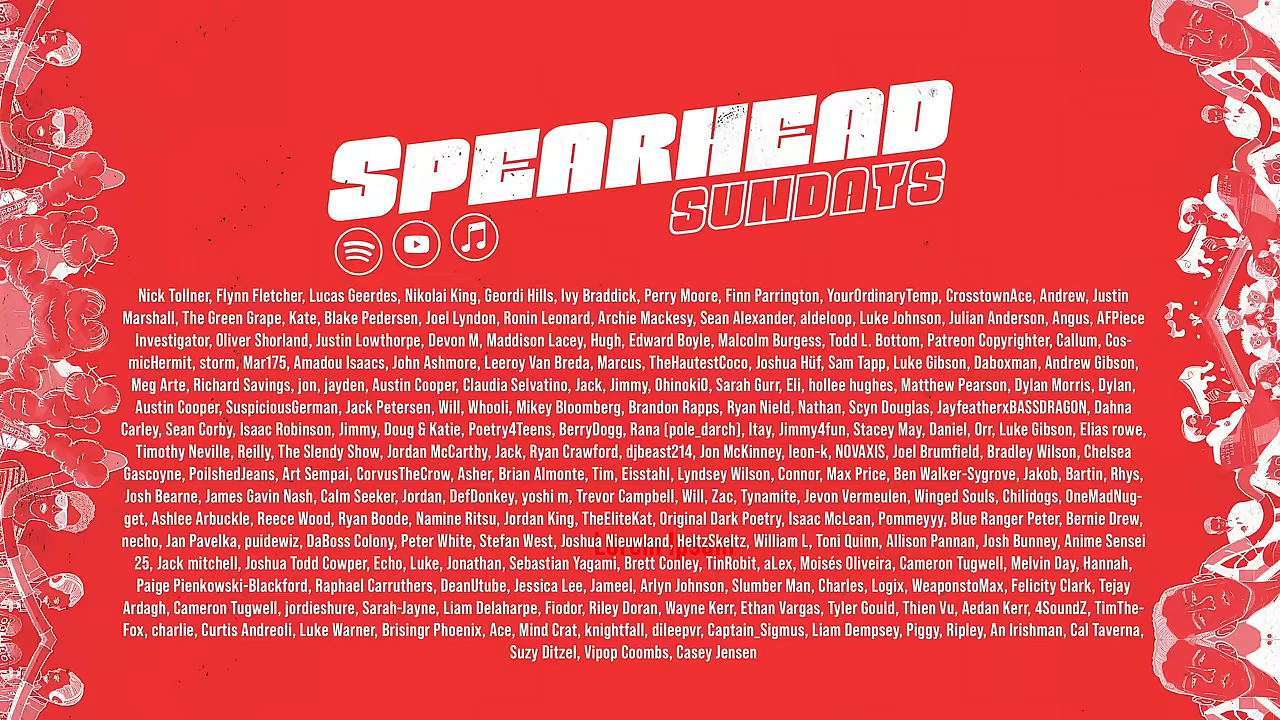 SPEARHEAD
SUNDAYS
Nick Tollner, Flynn Fletcher, Lucas Geerdes, Nikolai King, Geordi Hills, Ivy Braddick, Perry Moore, Finn Parrington, YourOrdinaryTemp, CrosstownAce, Andrew, Justin
Marshall, The Green Grape, Kate, Blake Pedersen, Joel Lyndon, Ronin Leonard, Archie Mackesy, Sean Alexander, aldeloop, Luke Johnson, Julian Anderson, Angus, AFPiece
Investigator, Oliver Shorland, Justin Lowthorpe, Devon M, Maddison Lacey, Hugh, Edward Boyle, Malcolm Burgess, Todd L. Bottom, Patreon Copyrighter, Callum, Cos-
micHermit, storm, Mar175, Amadou Isaacs, John Ashmore, Leeroy Van Breda, Marcus, TheHautestCoco, Joshua Hüf, Sam Tapp, Luke Gibson, Daboxman, Andrew Gibson,
Meg Arte, Richard Savings, jon, jayden, Austin Cooper, Claudia Selvatino, Jack, Jimmy, OhinokiO, Sarah Gurr, Eli, hollee hughes, Matthew Pearson, Dylan Morris, Dylan,
Austin Cooper, SuspiciousGerman, Jack Petersen, Will, Whooli, Mikey Bloomberg, Brandon Rapps, Ryan Nield, Nathan, Scyn Douglas, JayfeatherxBASSDRAGON, Dahna
Carley, Sean Corby, Isaac Robinson, Jimmy, Doug & Katie, Poetry4Teens, BerryDogg, Rana (pole_darch), Itay, Jimmy4fun, Stacey May, Daniel, Orr, Luke Gibson, Elias rowe,
Timothy Neville, Reilly, The Slendy Show, Jordan McCarthy, Jack, Ryan Crawford, djbeast214, Jon McKinney, leon-k, NOVAXIS, Joel Brumfield, Bradley Wilson, Chelsea
Gascoyne, PoilshedJeans, Art Sempai, CorvusTheCrow, Asher, Brian Almonte, Tim, Eisstahl, Lyndsey Wilson, Connor, Max Price, Ben Walker-Sygrove, Jakob, Bartin, Rhys,
Josh Bearne, James Gavin Nash, Calm Seeker, Jordan, DefDonkey, yoshi m, Trevor Campbell, Will, Zac, Tynamite, Jevon Vermeulen, Winged Souls, Chilidogs, OneMadNug-
get, Ashlee Arbuckle, Reece Wood, Ryan Boode, Namine Ritsu, Jordan King, TheEliteKat, Original Dark Poetry, Isaac McLean, Pommeyyy, Blue Ranger Peter, Bernie Drew,
necho, Jan Pavelka, puidewiz, DaBoss Colony, Peter White, Stefan West, Joshua Nieuwland, HeltzSkeltz, William L, Toni Quinn, Allison Pannan, Josh Bunney, Anime Sensei
Lorem Ipsum
25, Jack mitchell, Joshua Todd Cowper, Echo, Luke, Jonathan, Sebastian Yagami, Brett Conley, TinRobit, aLex, Moisés Oliveira, Cameron Tugwell, Melvin Day, Hannah,
Paige Pienkowski-Blackford, Raphael Carruthers, DeanUtube, Jessica Lee, Jameel, Arlyn Johnson, Slumber Man, Charles, Logix, WeaponstoMax, Felicity Clark, Tejay
Ardagh, Cameron Tugwell, jordieshure, Sarah-Jayne, Liam Delaharpe, Fiodor, Riley Doran, Wayne Kerr, Ethan Vargas, Tyler Gould, Thien Vu, Aedan Kerr, 4SoundZ, TimThe-
Fox, charlie, Curtis Andreoli, Luke Warner, Brisingr Phoenix, Ace, Mind Crat, knightfall, dileepvr, Captain_Sigmus, Liam Dempsey, Piggy, Ripley, An Irishman, Cal Taverna,
Suzy Ditzel, Vipop Coombs, Casey Jensen